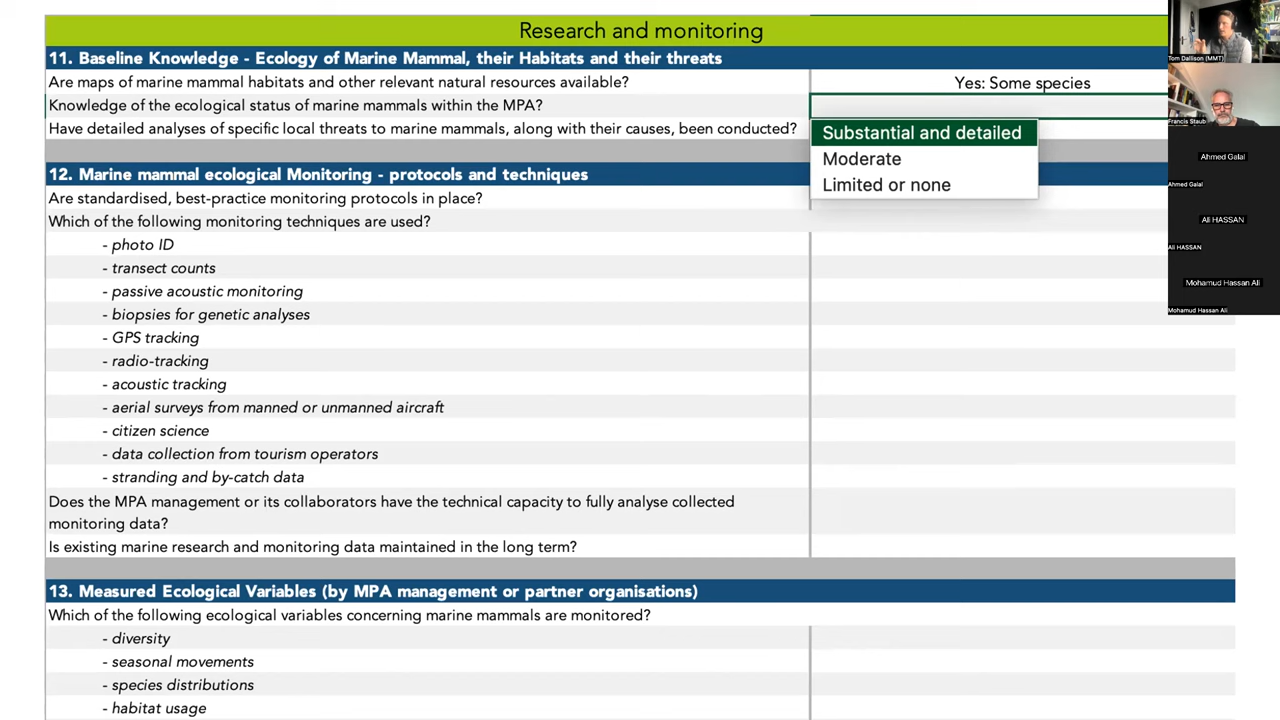 Research and monitoring
11. Baseline Knowledge - Ecology of Marine Mammal, their Habitats and their threats
Are maps of marine mammal habitats and other relevant natural resources available?
Yes: Some species
Knowledge of the ecological status of marine mammals within the MPA?
Have detailed analyses of specific local threats to marine mammals, along with their causes, been conducted?
Substantial and detailed
Moderate
Limited or none
12. Marine mammal ecological Monitoring - protocols and techniques
Are standardised, best-practice monitoring protocols in place?
Which of the following monitoring techniques are used?
- photo ID
- transect counts
- passive acoustic monitoring
- biopsies for genetic analyses
- GPS tracking
- radio-tracking
- acoustic tracking
- aerial surveys from manned or unmanned aircraft
- citizen science
- data collection from tourism operators
- stranding and by-catch data
Does the MPA management or its collaborators have the technical capacity to fully analyse collected
monitoring data?
Is existing marine research and monitoring data maintained in the long term?
13. Measured Ecological Variables (by MPA management or partner organisations)
Which of the following ecological variables concerning marine mammals are monitored?
- diversity
- seasonal movements
- species distributions
- habitat usage
Tom Dallison (MMT)
Francis Staub
Ahmed Galal
Ahmed Galal
Ali HASSAN
Ali HASSAN
Mohamud Hassan Ali
Mohamud Hassan Ali